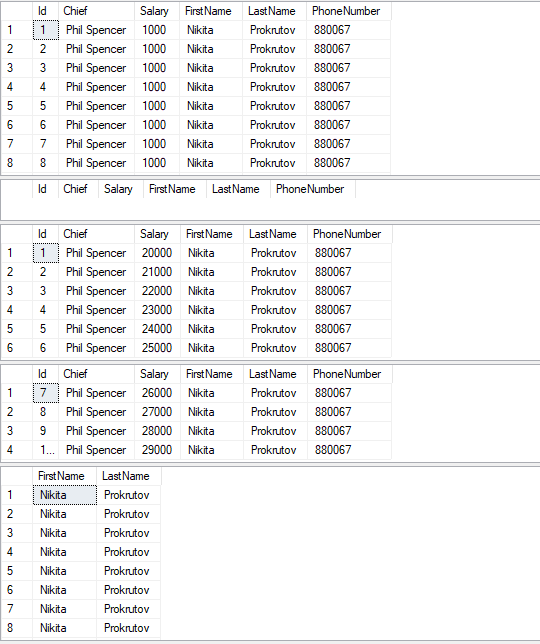 Id Chief Salary FirstName LastName PhoneNumber
1 1 Phil Spencer 1000 Nikita Prokrutov 880067
2 2 Phil Spencer 1000 Nikita Prokrutov 880067
3 3 Phil Spencer 1000 Nikita Prokrutov 880067
4 4 Phil Spencer 1000 Nikita Prokrutov 880067
5 5 Phil Spencer 1000 Nikita Prokrutov 880067
6 6 Phil Spencer 1000 Nikita Prokrutov 880067
7 7 Phil Spencer 1000 Nikita Prokrutov 880067
8 8 Phil Spencer 1000 Nikita Prokrutov 880067
Id Chief Salary FirstName LastName PhoneNumber
Id Chief Salary FirstName LastName PhoneNumber
1 1 Phil Spencer 20000 Nikita Prokrutov 880067
2 2 Phil Spencer 21000 Nikita Prokrutov 880067
3 3 Phil Spencer 22000 Nikita Prokrutov 880067
4 4 Phil Spencer 23000 Nikita Prokrutov 880067
5 5 Phil Spencer 24000 Nikita Prokrutov 880067
6 6 Phil Spencer 25000 Nikita Prokrutov 880067
Id Chief Salary FirstName LastName PhoneNumber
1 7 Phil Spencer 26000 Nikita Prokrutov 880067
2 8 Phil Spencer 27000 Nikita Prokrutov 880067
3 9 Phil Spencer 28000 Nikita Prokrutov 880067
4 1... Phil Spencer 29000 Nikita Prokrutov 880067
FirstName LastName
1 Nikita Prokrutov
2 Nikita Prokrutov
3 Nikita Prokrutov
4 Nikita Prokrutov
5 Nikita Prokrutov
6 Nikita Prokrutov
7 Nikita Prokrutov
8 Nikita Prokrutov